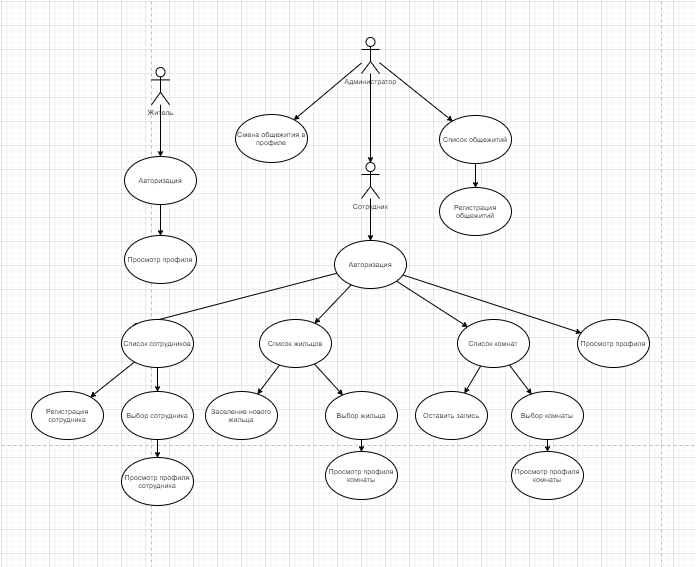 Администратор
Житель
Смена общежития в
профиле
Список общежитий
Авторизация
Сотрудник
Регистрация
общежитий
Просмотр профиля
Авторизация
Список сотрудников
Список жильцов
Список комнат
Просмотр профиля
Регистрация
сотрудника
Выбор сотрудника
Заселение нового
жильца
Выбор жильца
Оставить запись
Выбор комнаты
Просмотр профиля
сотрудника
Просмотр профиля
комнаты
Просмотр профиля
комнаты